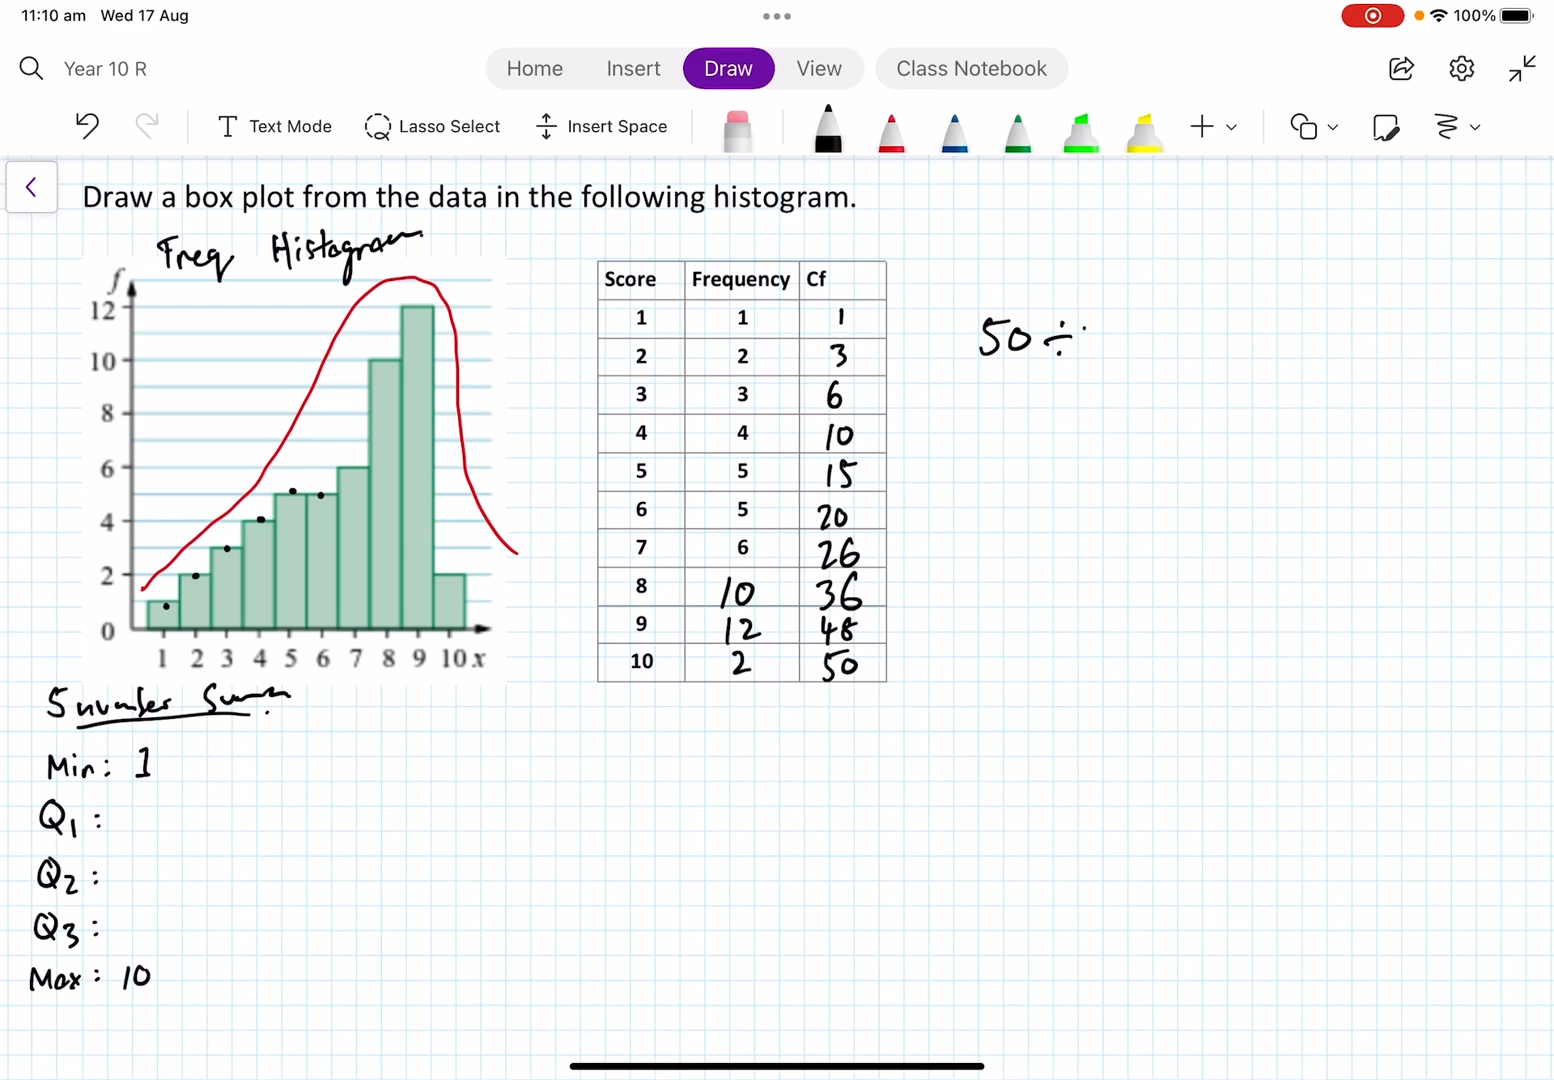 11:10 am Wed 17 Aug
100%
Year 10 R
Home Insert Draw View Class Notebook
Text Mode Lasso Select Insert Space
Draw a box plot from the data in the following histogram.
Freq Histogram
f
12
10
8
6
4
2
0
1 2 3 4 5 6 7 8 9 10 x
Score Frequency Cf
1 1 1
2 2 3
3 3 6
4 4 10
5 5 15
6 5 20
7 6 26
8 10 36
9 12 48
10 2 50
50 ÷
5 number Sum
Min: 1
Q1:
Q2:
Q3:
Max: 10